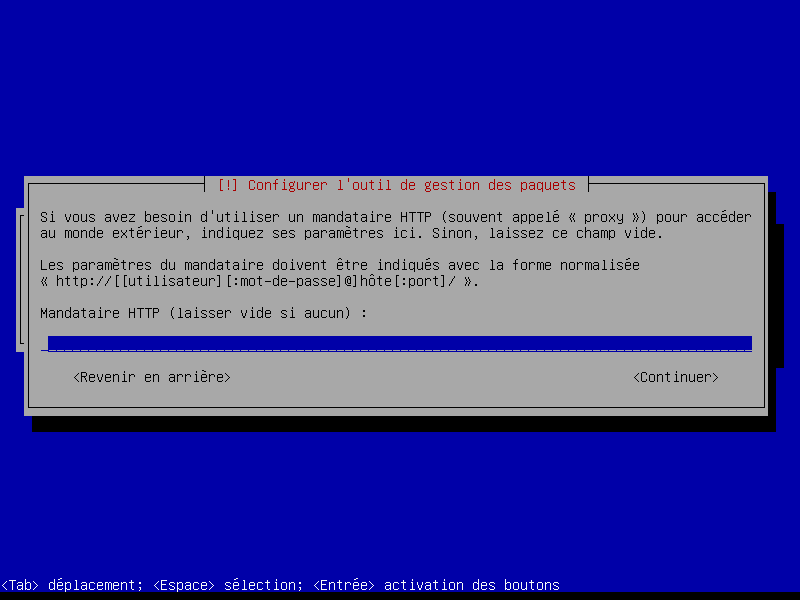 [!] Configurer l'outil de gestion des paquets
Si vous avez besoin d'utiliser un mandataire HTTP (souvent appelé « proxy ») pour accéder
au monde extérieur, indiquez ses paramètres ici. Sinon, laissez ce champ vide.
Les paramètres du mandataire doivent être indiqués avec la forme normalisée
« http://[[utilisateur][:mot-de-passe]@]hôte[:port]/ ».
Mandataire HTTP (laisser vide si aucun) :
<Revenir en arrière> <Continuer>
<Tab> déplacement; <Espace> sélection; <Entrée> activation des boutons